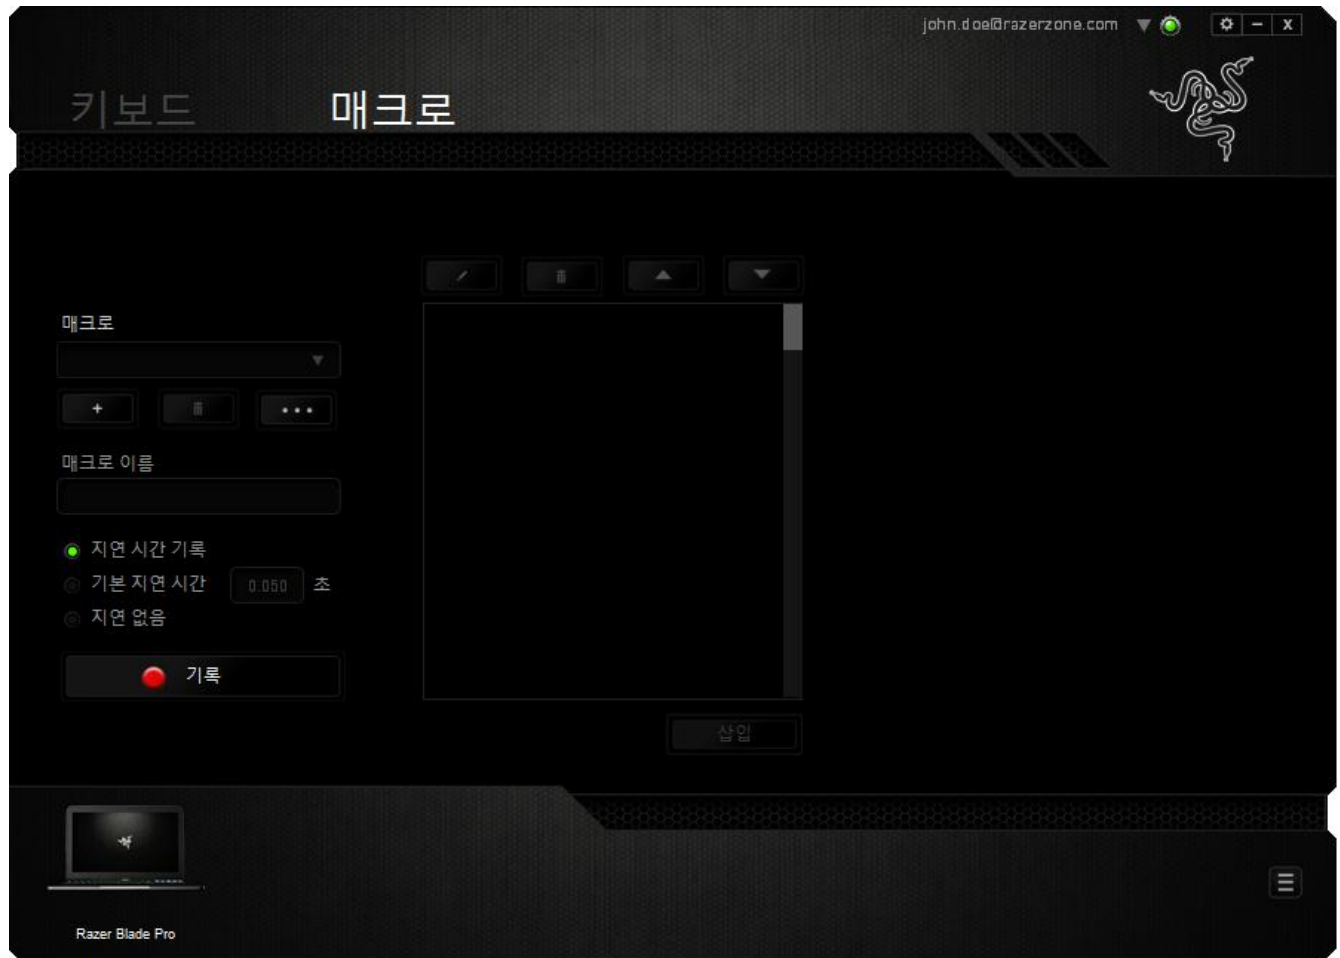 john.doe@razerzone.com
키보드 매크로
매크로
매크로 이름
지연 시간 기록
기본 지연 시간 0.050 초
지연 없음
기록
삽입
Razer Blade Pro